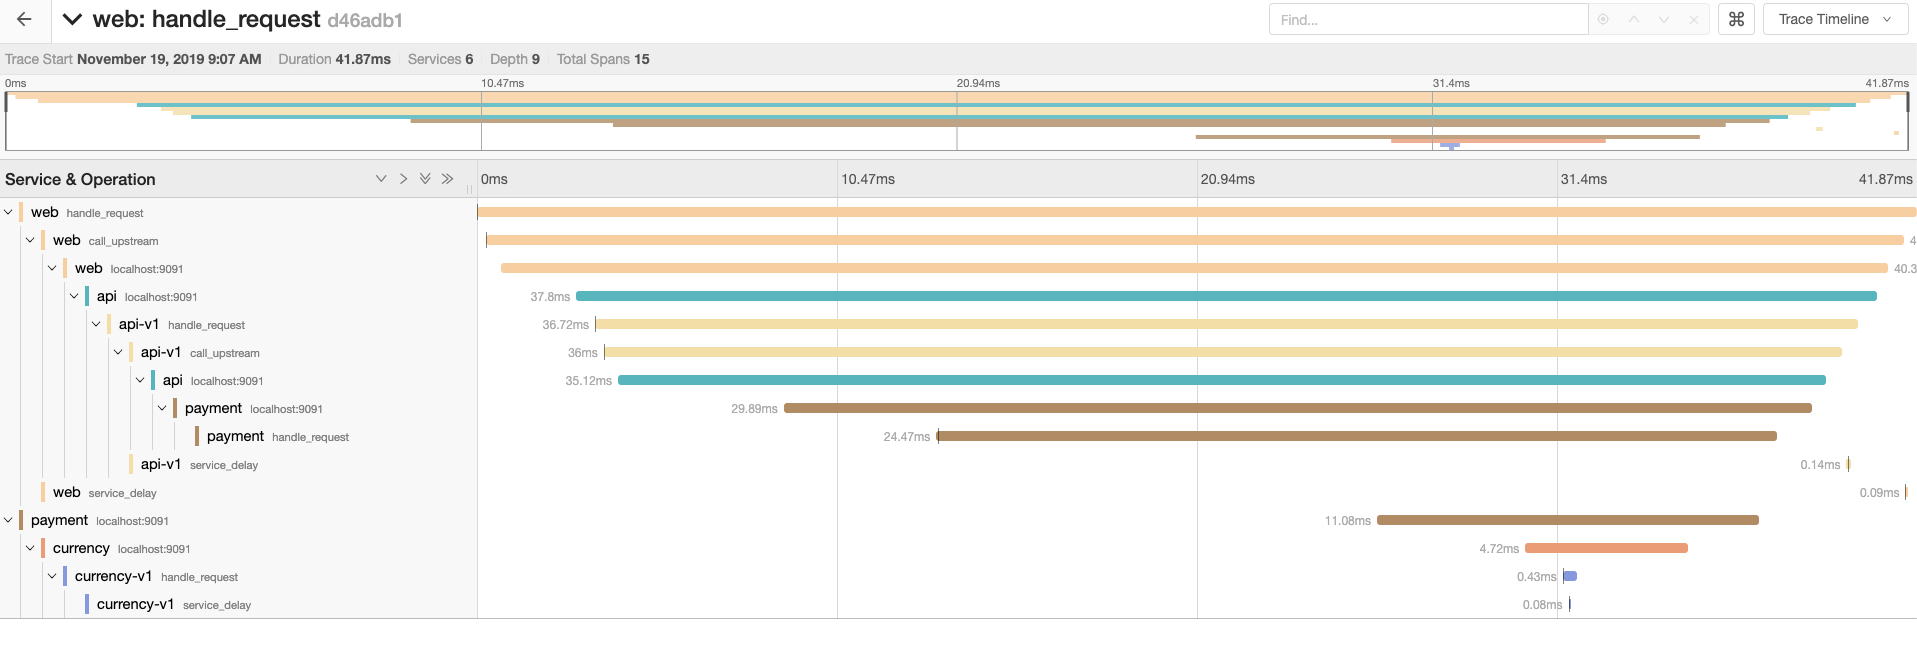 web: handle_request d46adb1
Find...
⌘
Trace Timeline
Trace Start November 19, 2019 9:07 AM Duration 41.87ms Services 6 Depth 9 Total Spans 15
0ms 10.47ms 20.94ms 31.4ms 41.87ms
Service & Operation 0ms 10.47ms 20.94ms 31.4ms 41.87ms
web handle_request
web call_upstream 4
web localhost:9091 40.3
api localhost:9091 37.8ms
api-v1 handle_request 36.72ms
api-v1 call_upstream 36ms
api localhost:9091 35.12ms
payment localhost:9091 29.89ms
payment handle_request 24.47ms
api-v1 service_delay 0.14ms
web service_delay 0.09ms
payment localhost:9091 11.08ms
currency localhost:9091 4.72ms
currency-v1 handle_request 0.43ms
currency-v1 service_delay 0.08ms